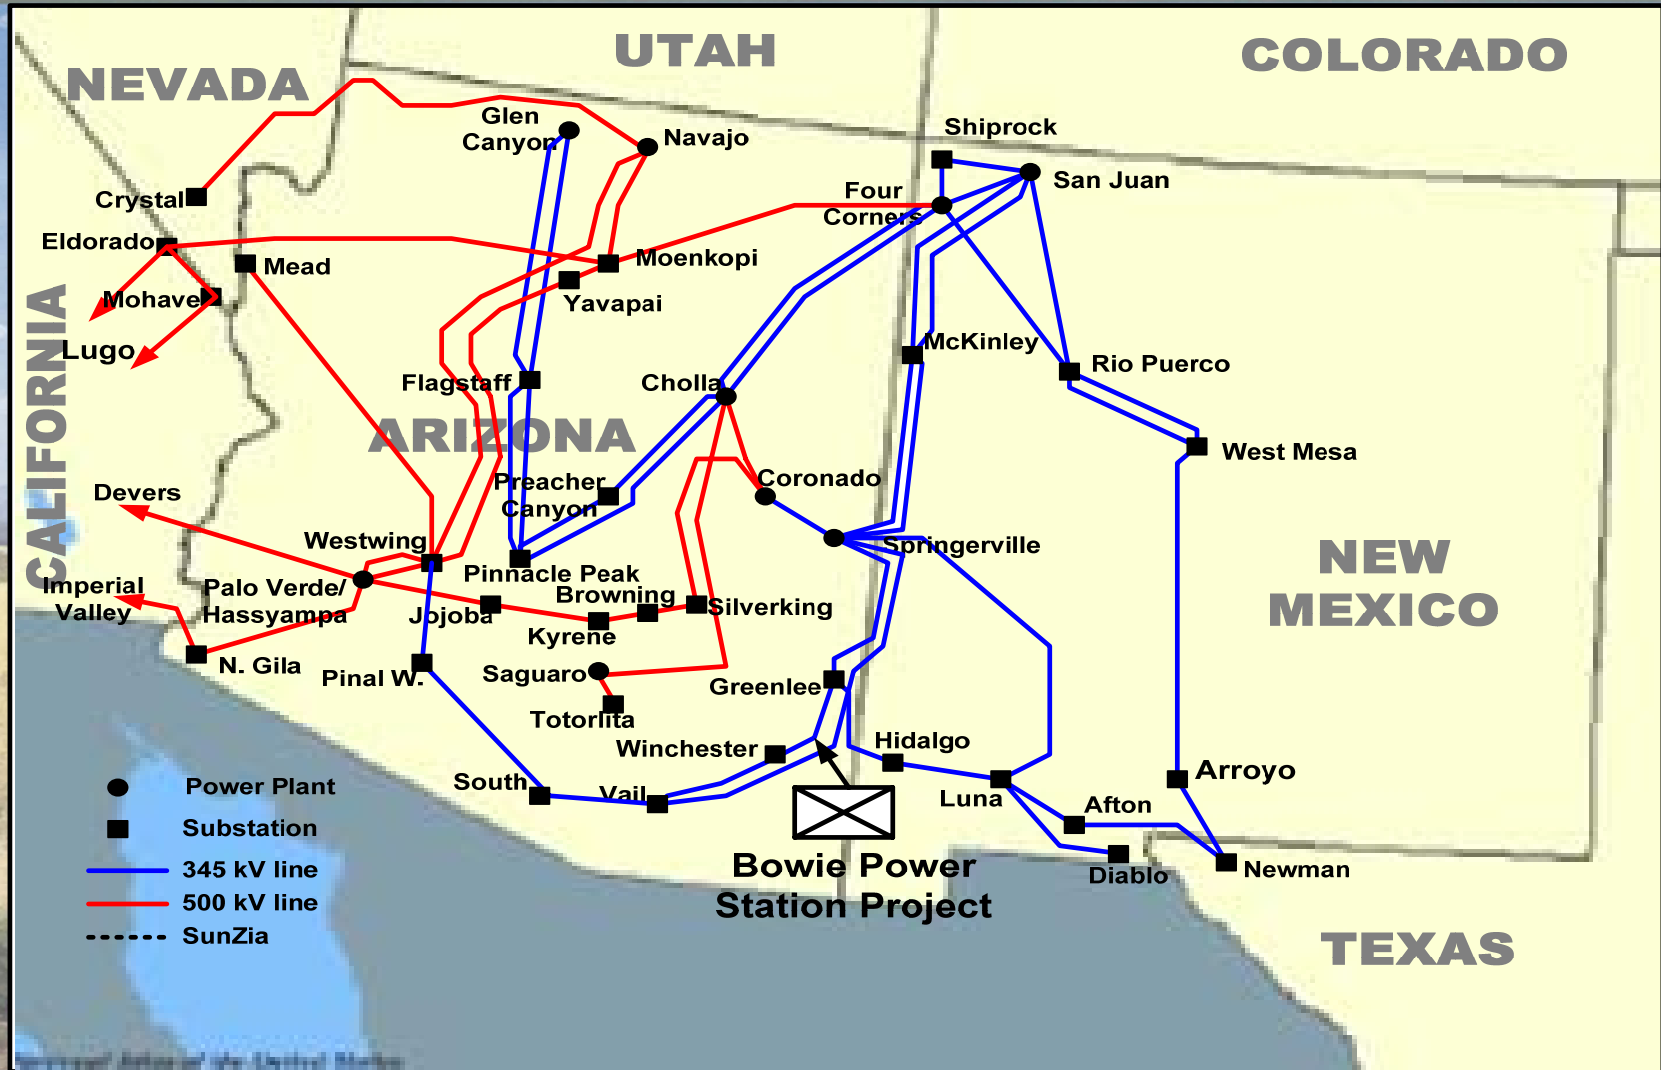 UTAH
COLORADO
NEVADA
Glen
Canyon
Navajo
Shiprock
San Juan
Four
Corners
Crystal
Eldorado
Mead
Moenkopi
Mohave
Yavapai
Lugo
McKinley
Rio Puerco
Flagstaff
Cholla
CALIFORNIA
ARIZONA
West Mesa
Devers
Preacher
Canyon
Coronado
Westwing
Springerville
NEW
MEXICO
Imperial
Valley
Palo Verde/
Hassyampa
Pinnacle Peak
Browning
Jojoba
Silverking
Kyrene
N. Gila
Pinal W.
Saguaro
Greenlee
Totorlita
Winchester
Hidalgo
Arroyo
South
Vail
Luna
Afton
Diablo
Newman
Power Plant
Substation
345 kV line
500 kV line
SunZia
Bowie Power
Station Project
TEXAS